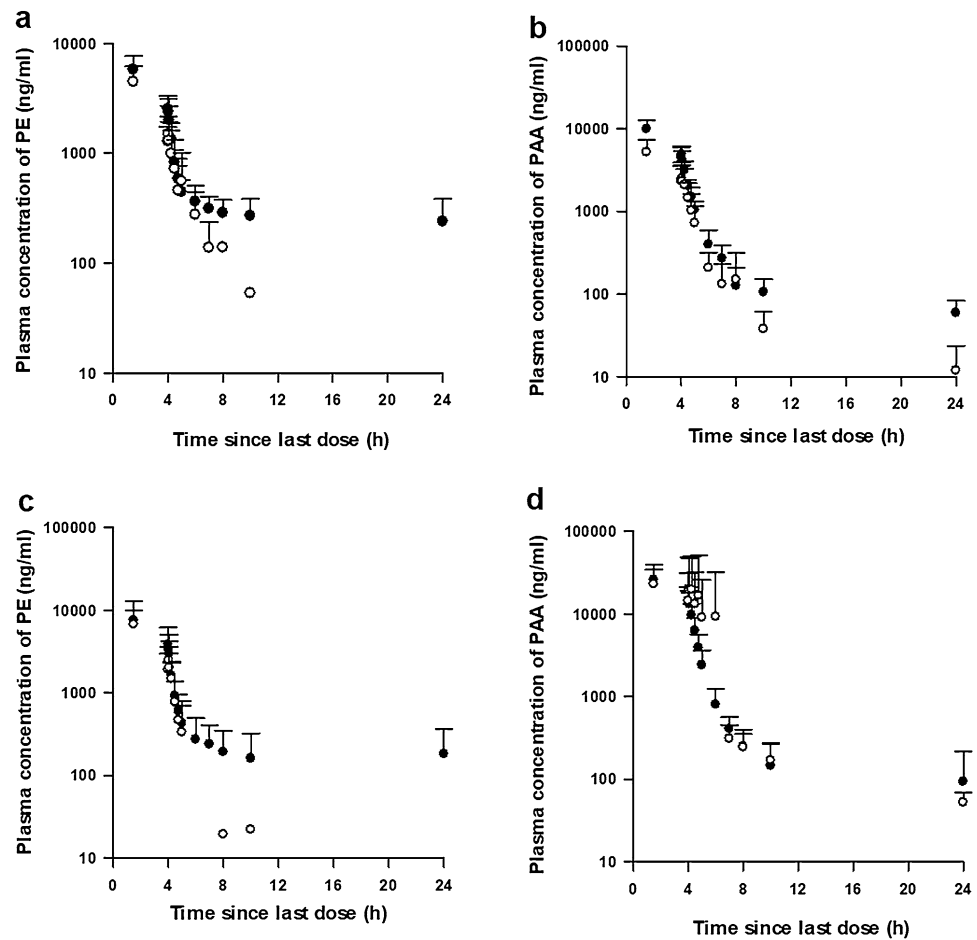 a
Plasma concentration of PE (ng/ml)
10000
1000
100
10
0 4 8 12 16 20 24
Time since last dose (h)
b
Plasma concentration of PAA (ng/ml)
100000
10000
1000
100
10
0 4 8 12 16 20 24
Time since last dose (h)
c
Plasma concentration of PE (ng/ml)
100000
10000
1000
100
10
0 4 8 12 16 20 24
Time since last dose (h)
d
Plasma concentration of PAA (ng/ml)
100000
10000
1000
100
10
0 4 8 12 16 20 24
Time since last dose (h)